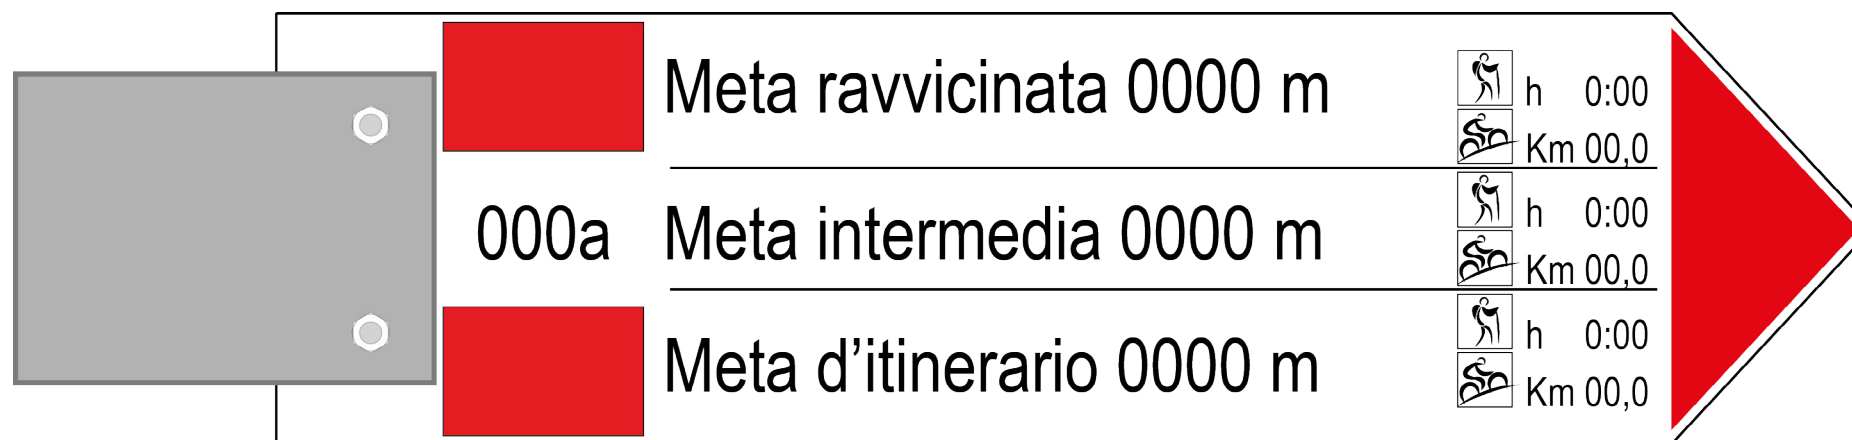 Meta ravvicinata 0000 m
h 0:00
Km 00,0
000a
Meta intermedia 0000 m
h 0:00
Km 00,0
Meta d’itinerario 0000 m
h 0:00
Km 00,0